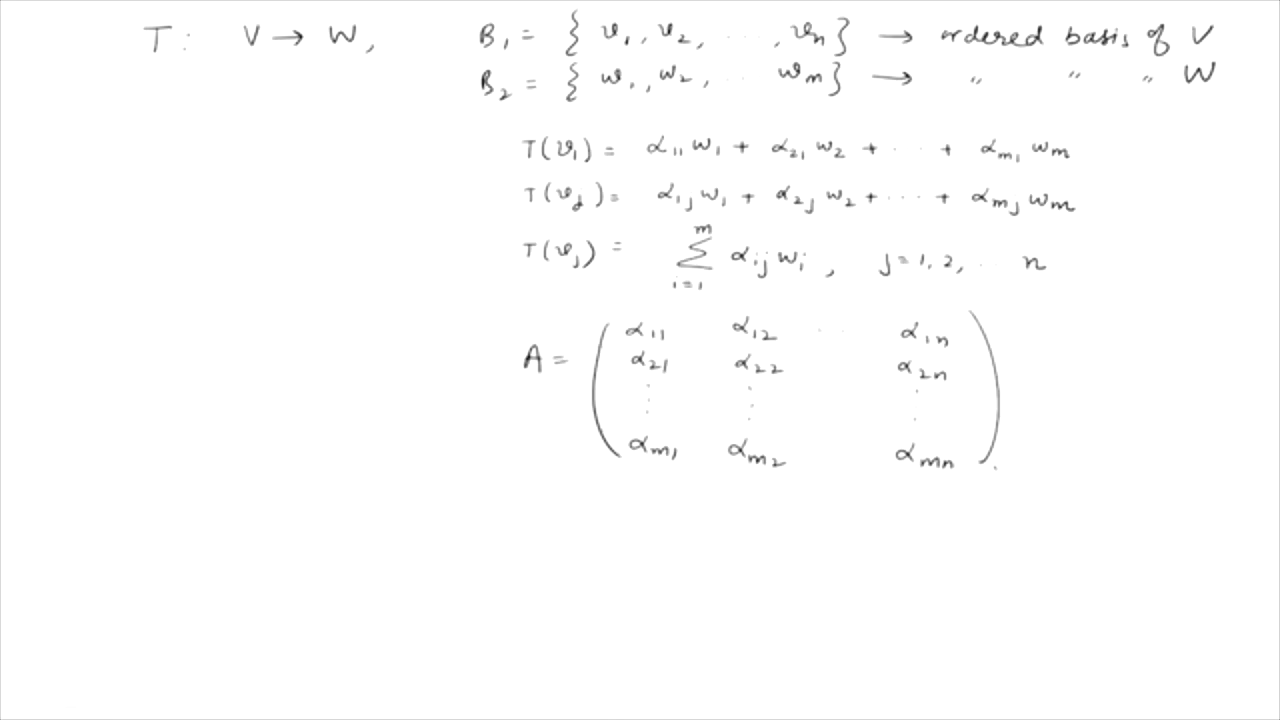 T: V → W, B₁ = { v₁, v₂, ..., vₙ} → ordered basis of V
B₂ = { w₁, w₂, ... wₘ} → " " " W
T(v₁) = α₁₁ w₁ + α₂₁ w₂ + ... + αₘ₁ wₘ
T(vⱼ) = α₁ⱼ w₁ + α₂ⱼ w₂ + ... + αₘⱼ wₘ
T(vⱼ) = ∑_{i=1}^{m} αᵢⱼ wᵢ , j = 1, 2, ... n
A = ( α₁₁ α₁₂ ... α₁ₙ
α₂₁ α₂₂ α₂ₙ
⋮ ⋮ ⋮
αₘ₁ αₘ₂ αₘₙ ).